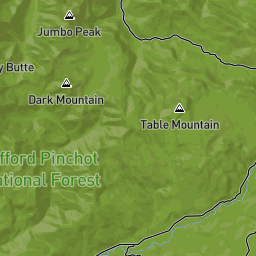 Jumbo Peak
y Butte
Dark Mountain
Table Mountain
fford Pinchot
ational Forest